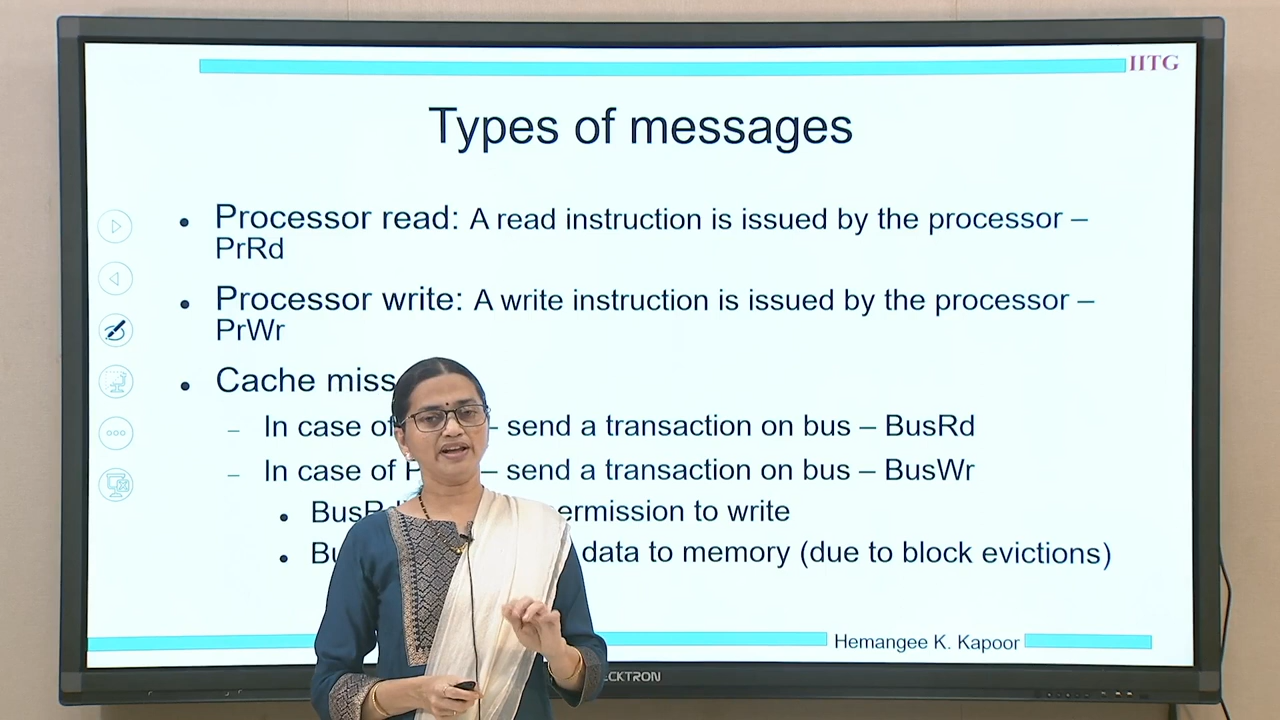 IITG
Types of messages
• Processor read: A read instruction is issued by the processor –
PrRd
• Processor write: A write instruction is issued by the processor –
PrWr
• Cache miss
– In case of – send a transaction on bus – BusRd
– In case of – send a transaction on bus – BusWr
• to write
• data to memory (due to block evictions)
Hemangee K. Kapoor